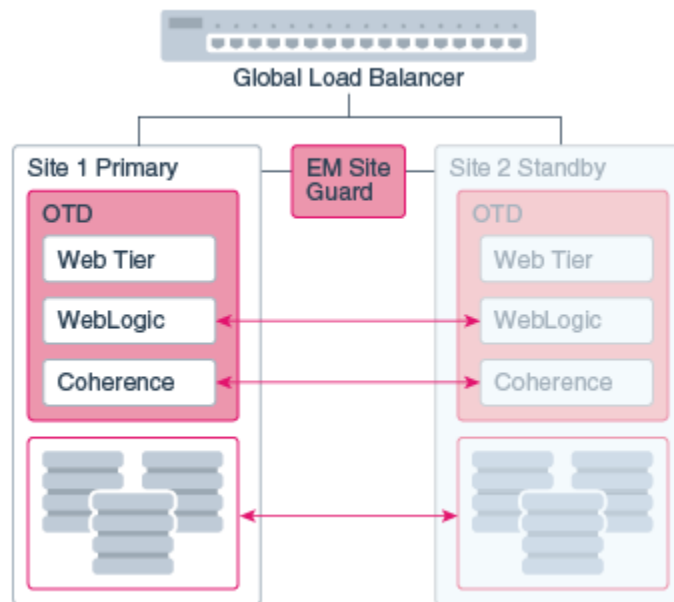 Global Load Balancer
Site 1 Primary
EM Site
Guard
Site 2 Standby
OTD
Web Tier
WebLogic
Coherence
OTD
Web Tier
WebLogic
Coherence